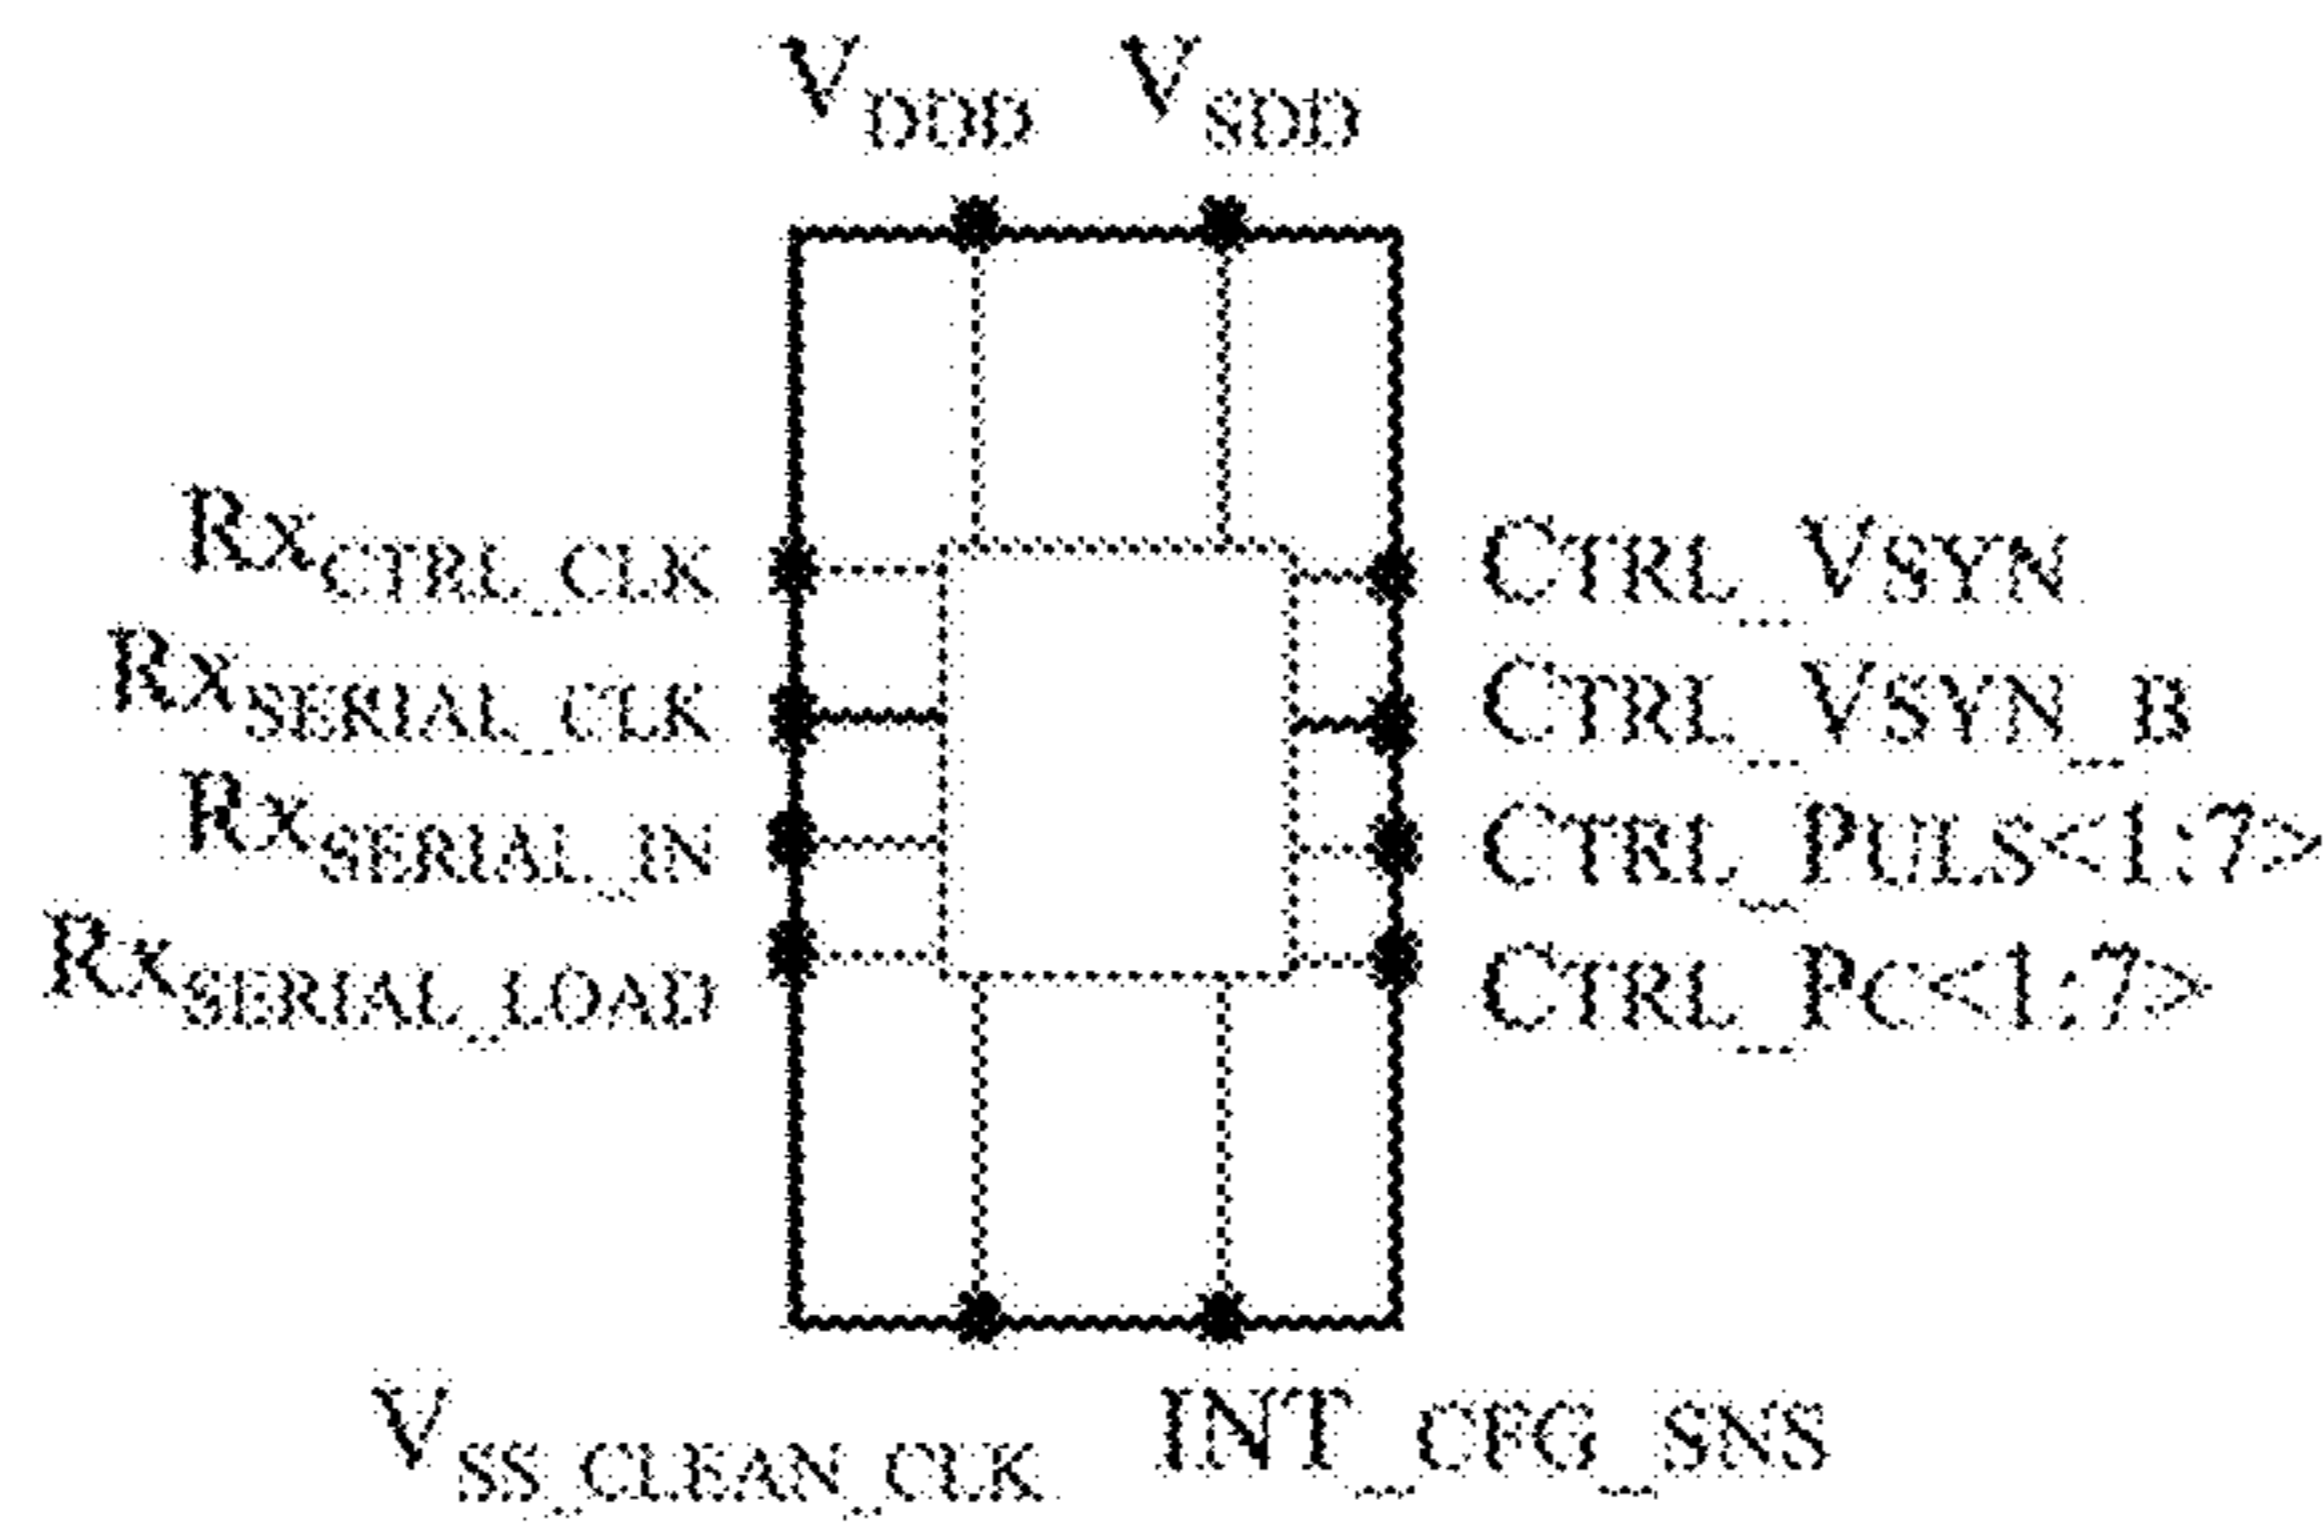 VDDD VSDD
RxCTRL_CLK
RxSERIAL_CLK
RxSERIAL_IN
RxSERIAL_LOAD
CTRL_VSYN
CTRL_VSYN_B
CTRL_PULS<1:7>
CTRL_PC<1:7>
VSS_CLEAN_CLK INT_CFG_SNS